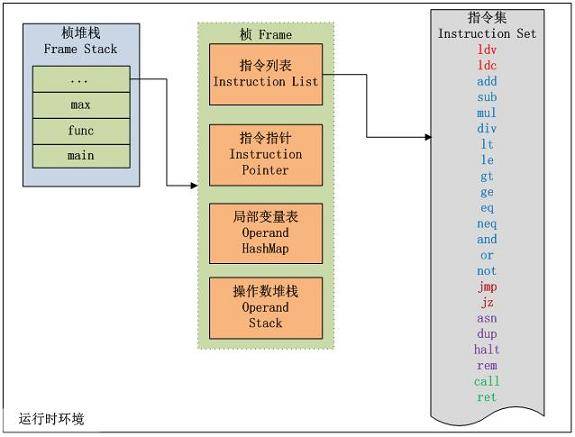 桢堆栈
Frame Stack
...
max
func
main
桢 Frame
指令列表
Instruction List
指令指针
Instruction
Pointer
局部变量表
Operand
HashMap
操作数堆栈
Operand
Stack
指令集
Instruction Set
ldv
ldc
add
sub
mul
div
lt
le
gt
ge
eq
neq
and
or
not
jmp
jz
asn
dup
halt
rem
call
ret
运行时环境